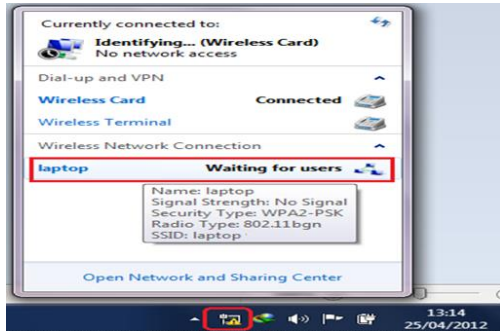 Currently connected to:
Identifying... (Wireless Card)
No network access
Dial-up and VPN
Wireless Card Connected
Wireless Terminal
Wireless Network Connection
laptop Waiting for users
Name: laptop
Signal Strength: No Signal
Security Type: WPA2-PSK
Radio Type: 802.11bgn
SSID: laptop
Open Network and Sharing Center
13:14
25/04/2012